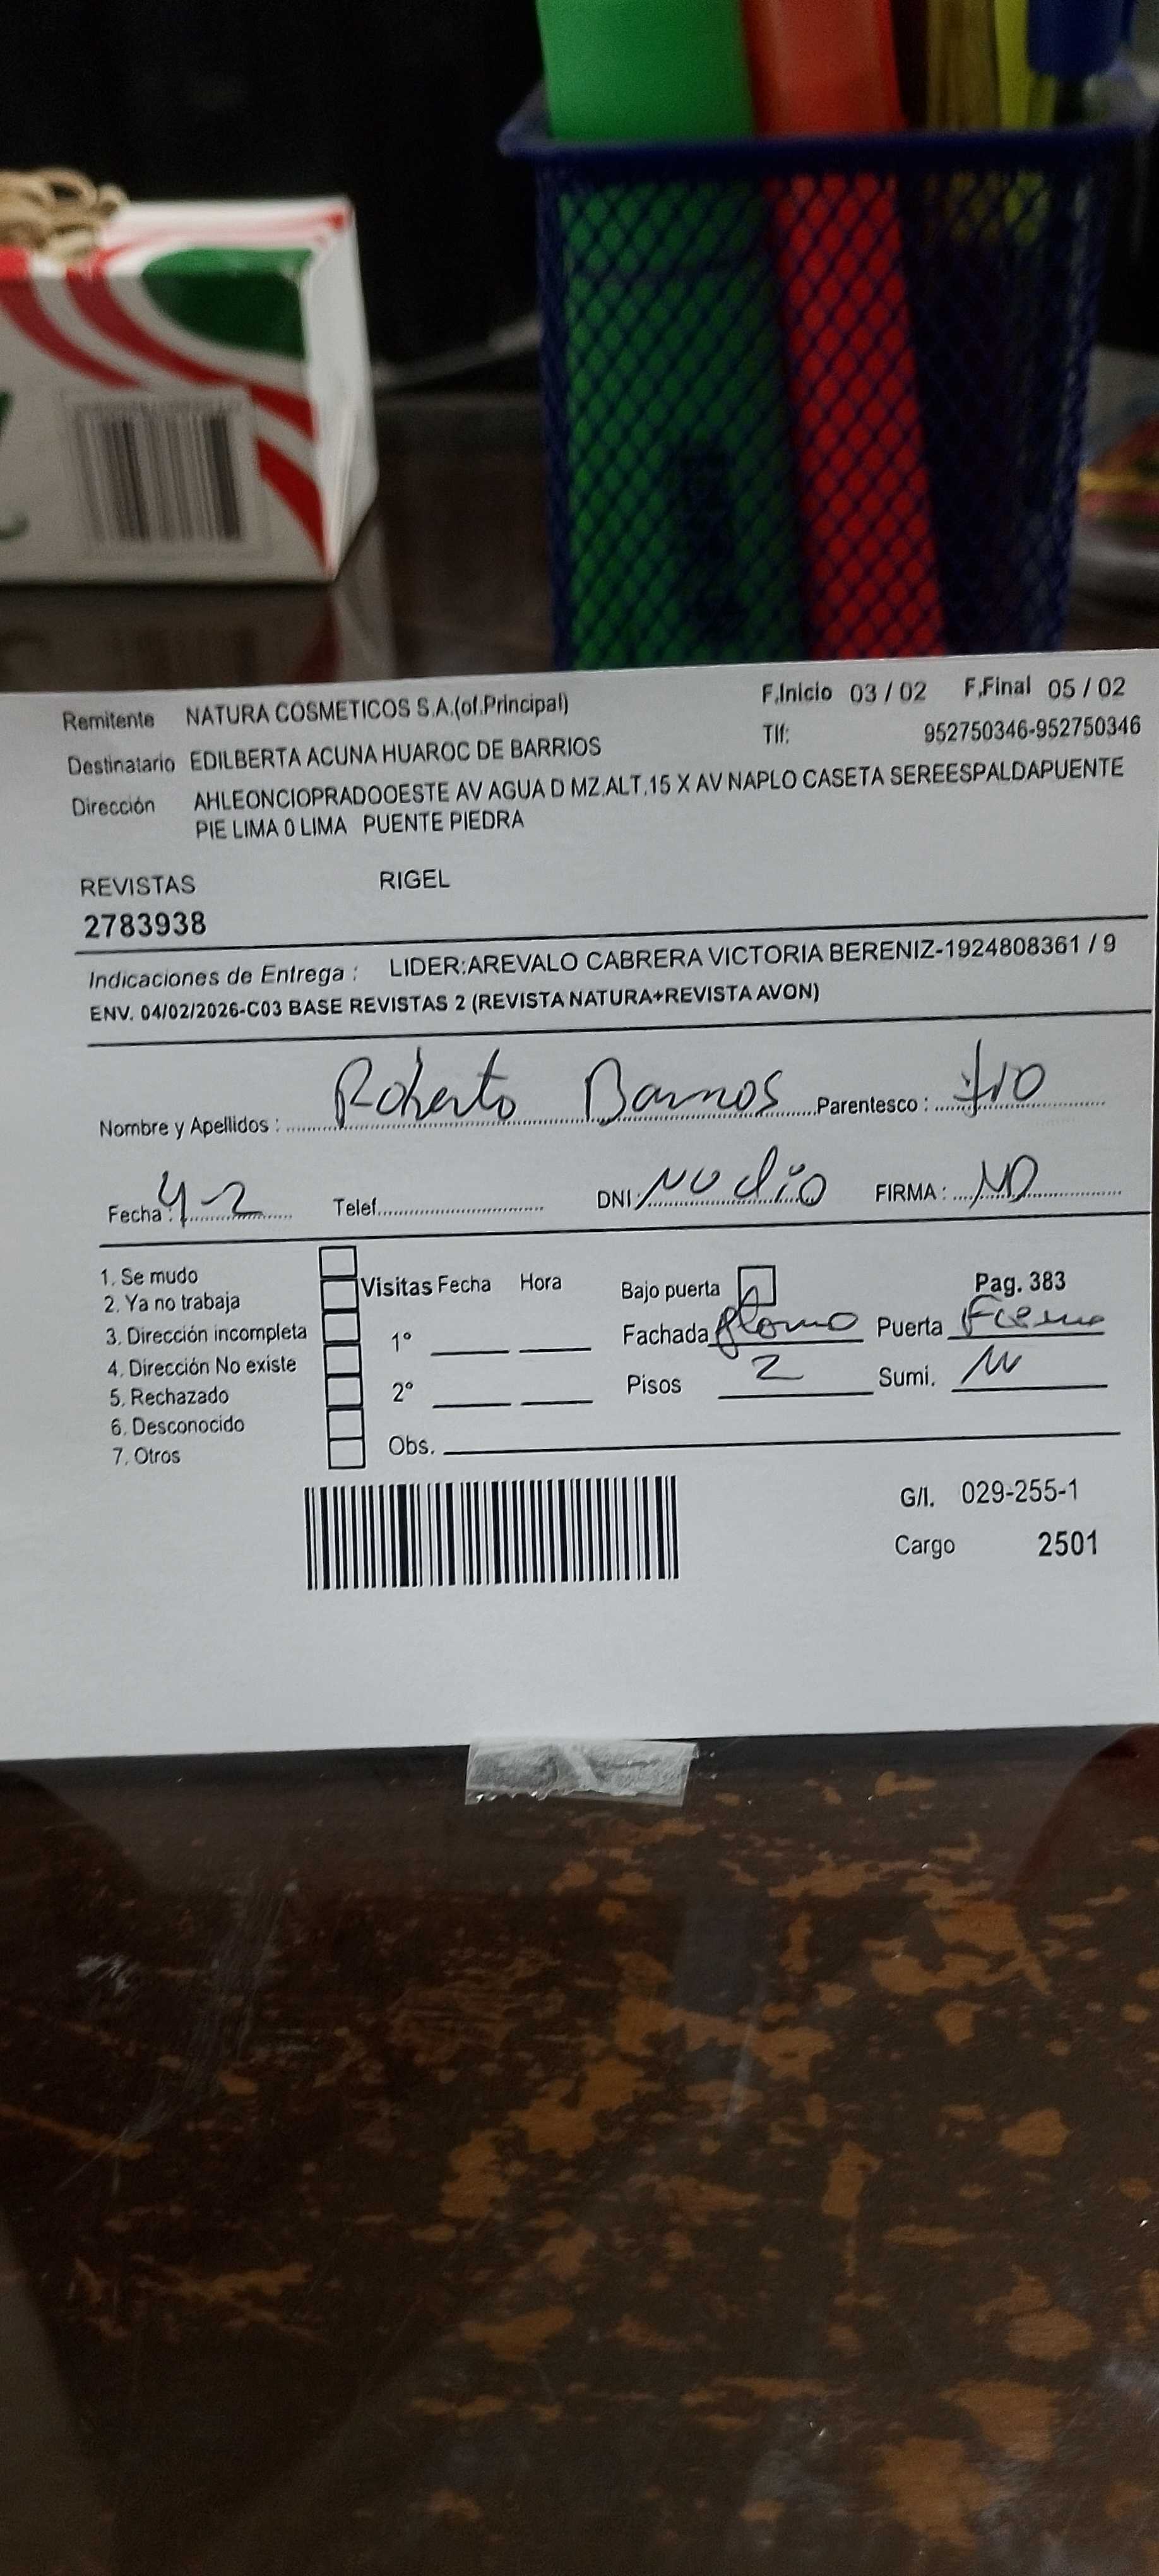 Remitente NATURA COSMETICOS S.A.(of.Principal) F.Inicio 03 / 02 F.Final 05 / 02
Destinatario EDILBERTA ACUNA HUAROC DE BARRIOS Tlf: 952750346-952750346
Dirección AHLEONCIOPRADOOESTE AV AGUA D MZ.ALT.15 X AV NAPLO CASETA SEREESPALDAPUENTE
PIE LIMA 0 LIMA PUENTE PIEDRA
REVISTAS RIGEL
2783938
Indicaciones de Entrega : LIDER:AREVALO CABRERA VICTORIA BERENIZ-1924808361 / 9
ENV. 04/02/2026-C03 BASE REVISTAS 2 (REVISTA NATURA+REVISTA AVON)
Nombre y Apellidos : Roberto Barrios Parentesco : tio
Fecha : 4-2 Telef. DNI: NO dio FIRMA : ND
1. Se mudo
2. Ya no trabaja
3. Dirección incompleta
4. Dirección No existe
5. Rechazado
6. Desconocido
7. Otros
Visitas Fecha Hora
1°
2°
Obs.
Bajo puerta Pag. 383
Fachada Puerta
Pisos 2 Sumi.
G/I. 029-255-1
Cargo 2501